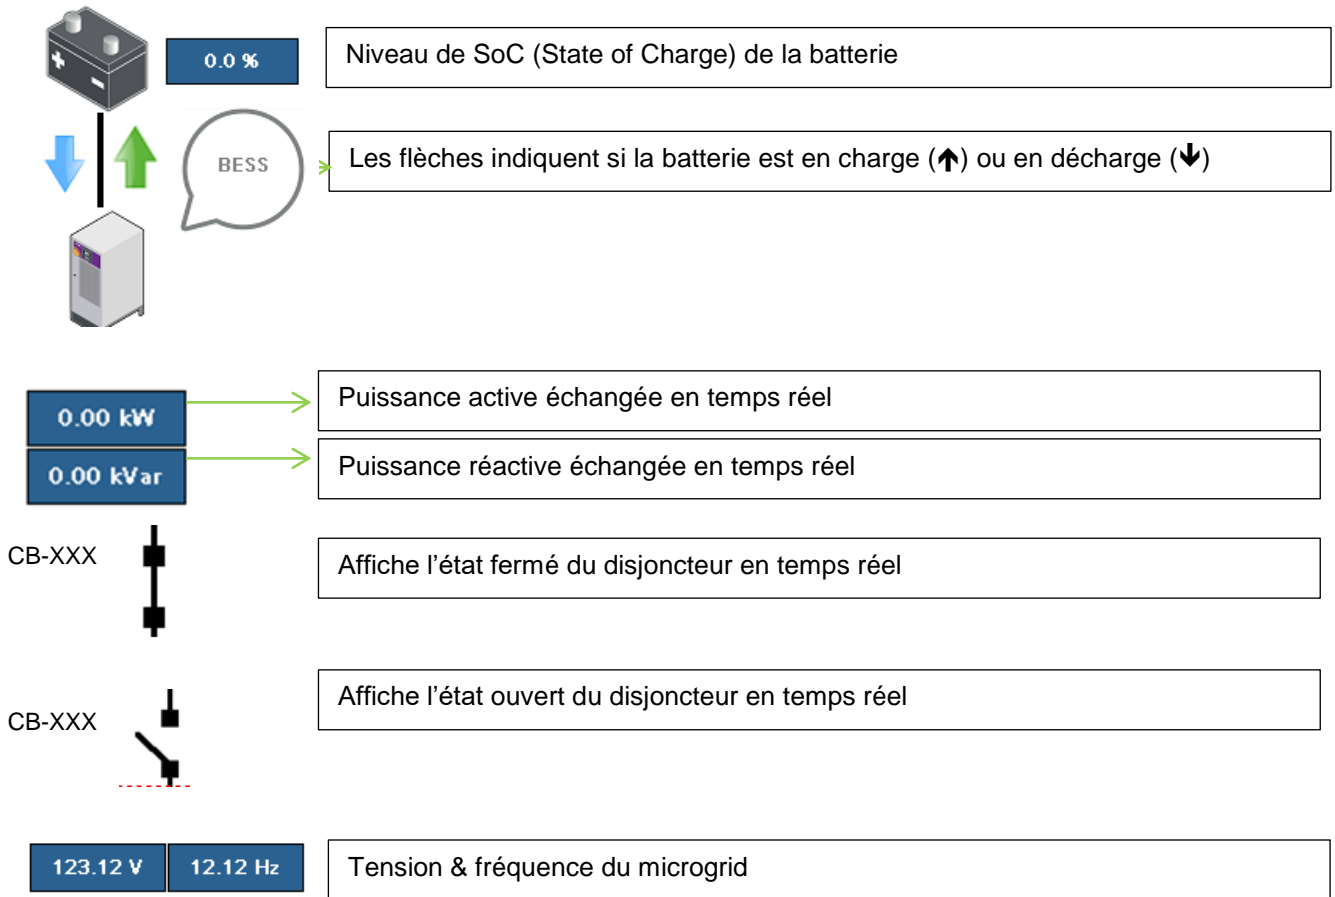 0.0 %
Niveau de SoC (State of Charge) de la batterie
BESS
Les flèches indiquent si la batterie est en charge (🡹) ou en décharge (🡻)
0.00 kW
Puissance active échangée en temps réel
0.00 kVar
Puissance réactive échangée en temps réel
CB-XXX
Affiche l’état fermé du disjoncteur en temps réel
CB-XXX
Affiche l’état ouvert du disjoncteur en temps réel
123.12 V
12.12 Hz
Tension & fréquence du microgrid